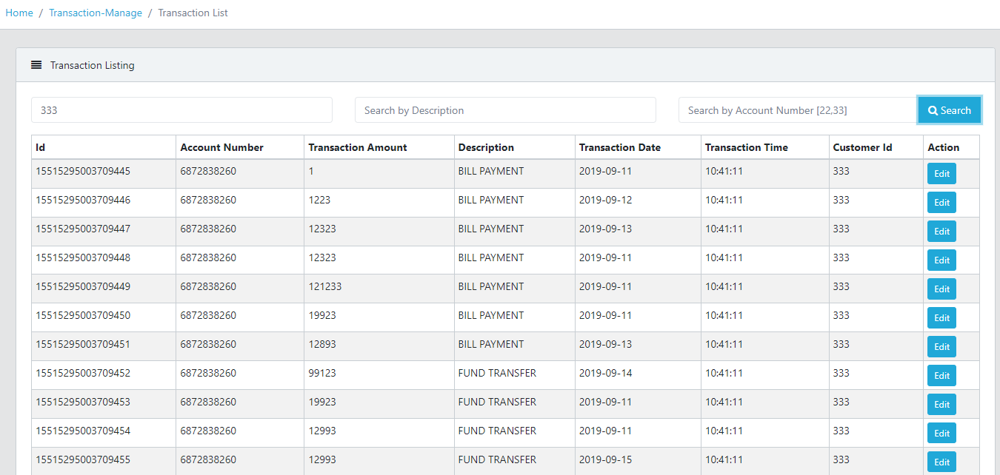 Home / Transaction-Manage / Transaction List
Transaction Listing
333 Search by Description Search by Account Number [22,33] Search
Id Account Number Transaction Amount Description Transaction Date Transaction Time Customer Id Action
15515295003709445 6872838260 1 BILL PAYMENT 2019-09-11 10:41:11 333 Edit
15515295003709446 6872838260 1223 BILL PAYMENT 2019-09-12 10:41:11 333 Edit
15515295003709447 6872838260 12323 BILL PAYMENT 2019-09-13 10:41:11 333 Edit
15515295003709448 6872838260 12323 BILL PAYMENT 2019-09-11 10:41:11 333 Edit
15515295003709449 6872838260 121233 BILL PAYMENT 2019-09-11 10:41:11 333 Edit
15515295003709450 6872838260 19923 BILL PAYMENT 2019-09-11 10:41:11 333 Edit
15515295003709451 6872838260 12893 BILL PAYMENT 2019-09-13 10:41:11 333 Edit
15515295003709452 6872838260 99123 FUND TRANSFER 2019-09-14 10:41:11 333 Edit
15515295003709453 6872838260 19923 FUND TRANSFER 2019-09-11 10:41:11 333 Edit
15515295003709454 6872838260 12993 FUND TRANSFER 2019-09-11 10:41:11 333 Edit
15515295003709455 6872838260 12993 FUND TRANSFER 2019-09-15 10:41:11 333 Edit